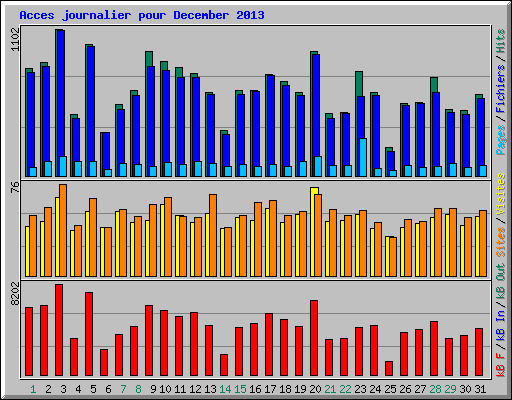 Acces journalier pour December 2013
1102
76
8202
Pages / Fichiers / Hits
Sites / Visites
kB F / kB In / kB Out
1 2 3 4 5 6 7 8 9 10 11 12 13 14 15 16 17 18 19 20 21 22 23 24 25 26 27 28 29 30 31